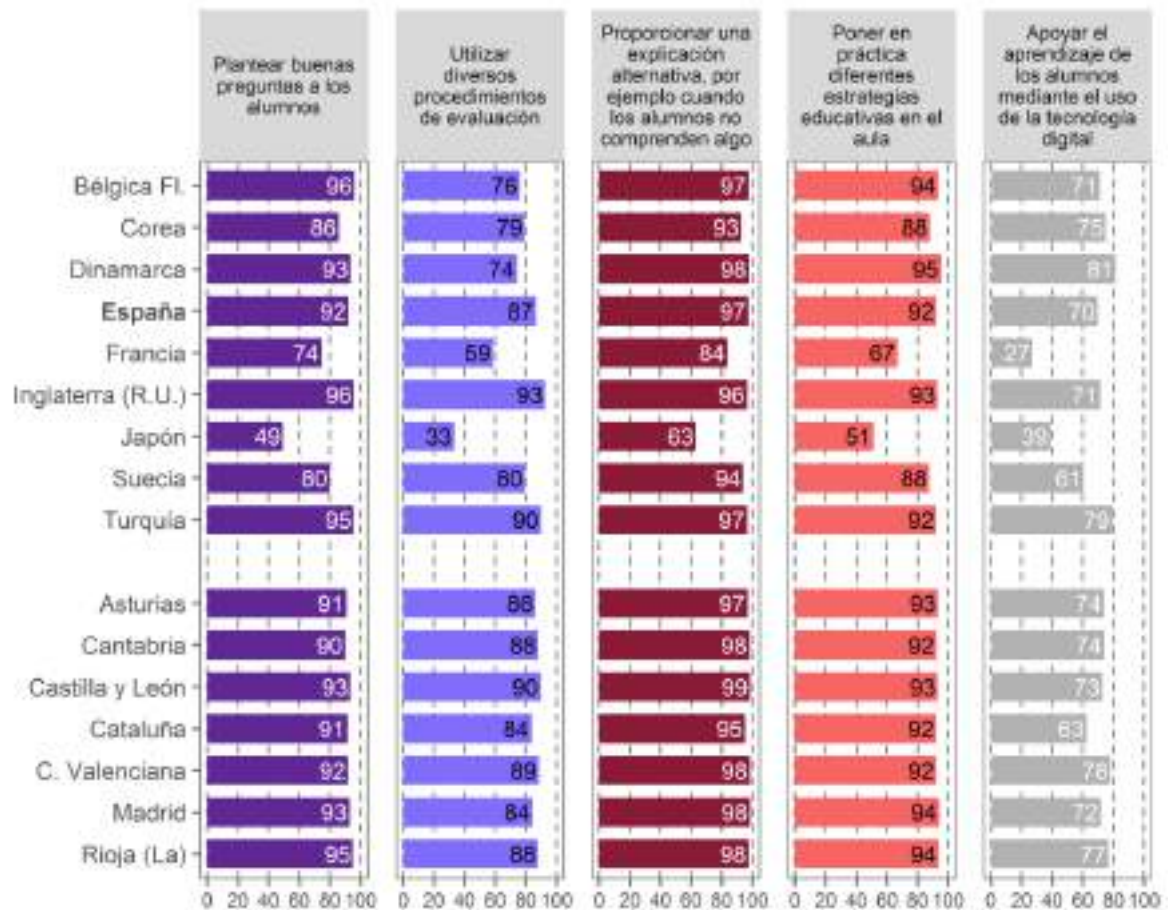 Plantear buenas
preguntas a los
alumnos
Utilizar
diversos
procedimientos
de evaluación
Proporcionar una
explicación
alternativa, por
ejemplo cuando
los alumnos no
comprenden algo
Poner en
práctica
diferentes
estrategias
educativas en el
aula
Apoyar el
aprendizaje de
los alumnos
mediante el uso
de la tecnología
digital
Bélgica Fl. 96 76 97 94 71
Corea 86 79 93 88 75
Dinamarca 93 74 98 95 81
España 92 87 97 92 70
Francia 74 59 84 67 27
Inglaterra (R.U.) 96 93 96 93 71
Japón 49 33 63 51 39
Suecia 80 80 94 88 61
Turquía 95 90 97 92 79
Asturias 91 86 97 93 74
Cantabria 90 88 98 92 74
Castilla y León 93 90 99 93 73
Cataluña 91 84 95 92 63
C. Valenciana 92 89 98 92 78
Madrid 93 84 98 94 72
Rioja (La) 95 88 98 94 77
0 20 40 60 80 100 0 20 40 60 80 100 0 20 40 60 80 100 0 20 40 60 80 100 0 20 40 60 80 100